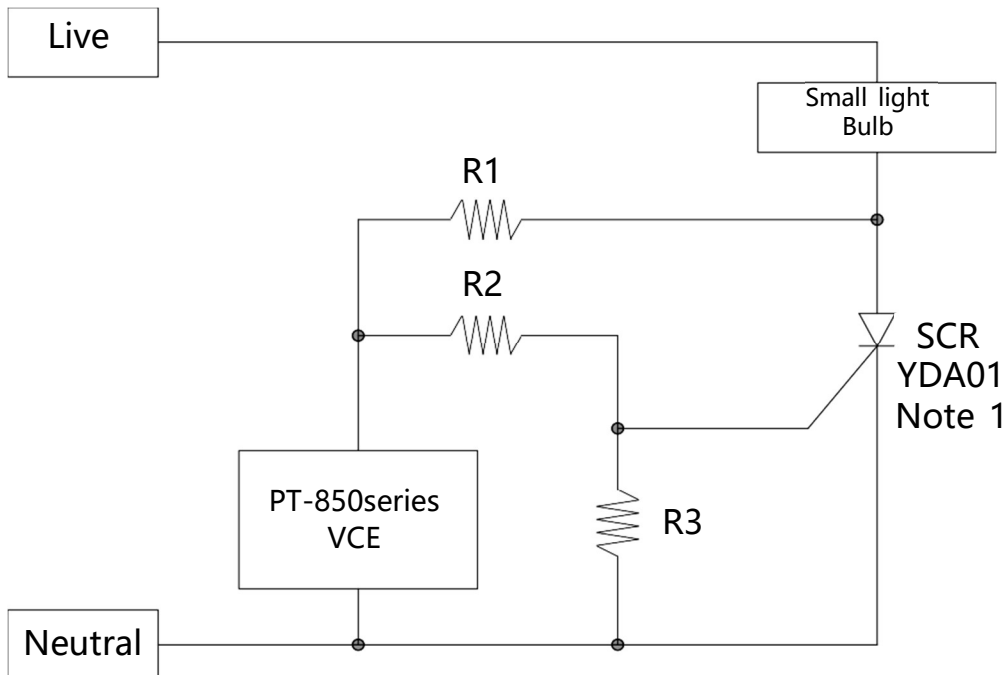 Live
Small light
Bulb
R1
R2
SCR
YDA01
Note 1
PT-850series
VCE
R3
Neutral